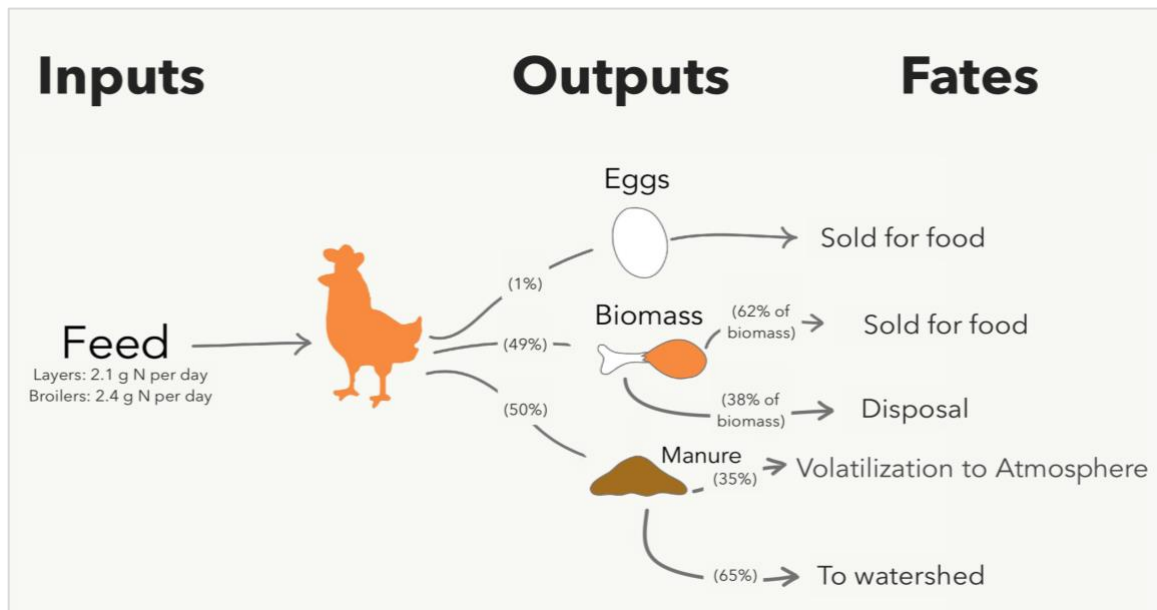 Inputs
Outputs
Fates
Eggs
(1%)
Sold for food
Feed
Layers: 2.1 g N per day
Broilers: 2.4 g N per day
(49%)
Biomass
(62% of
biomass)
Sold for food
(38% of
biomass)
Disposal
(50%)
Manure
(35%)
Volatilization to Atmosphere
(65%)
To watershed